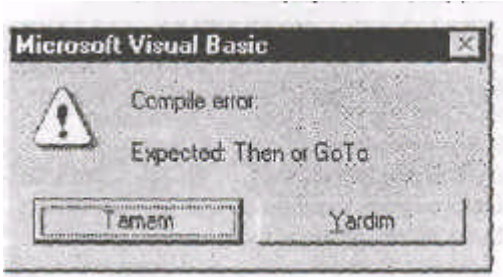 Microsoft Visual Basic
Compile error:
Expected: Then or GoTo
Tamam
Yardım